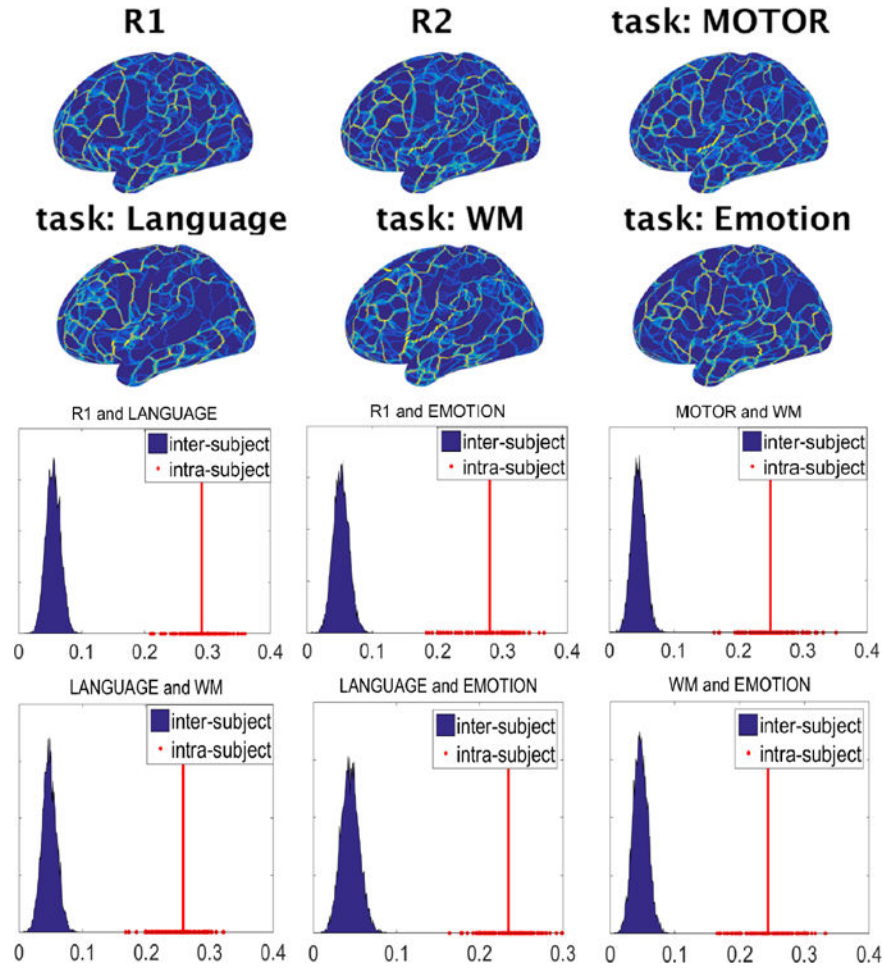 R1 R2 task: MOTOR
task: Language task: WM task: Emotion
R1 and LANGUAGE R1 and EMOTION MOTOR and WM
inter-subject inter-subject inter-subject
intra-subject intra-subject intra-subject
0 0.1 0.2 0.3 0.4 0 0.1 0.2 0.3 0.4 0 0.1 0.2 0.3 0.4
LANGUAGE and WM LANGUAGE and EMOTION WM and EMOTION
inter-subject inter-subject inter-subject
intra-subject intra-subject intra-subject
0 0.1 0.2 0.3 0.4 0 0.1 0.2 0.3 0 0.1 0.2 0.3 0.4